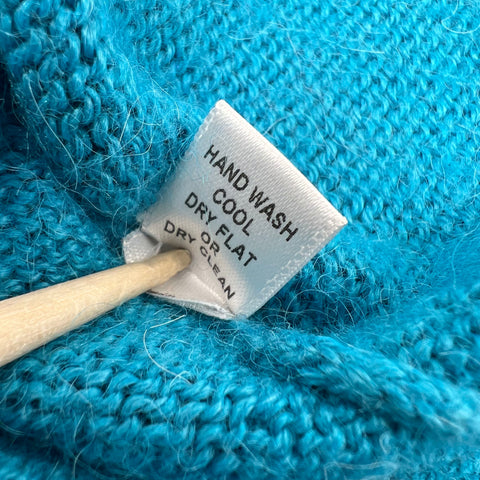 HAND WASH
COOL
DRY FLAT
OR
DRY CLEAN